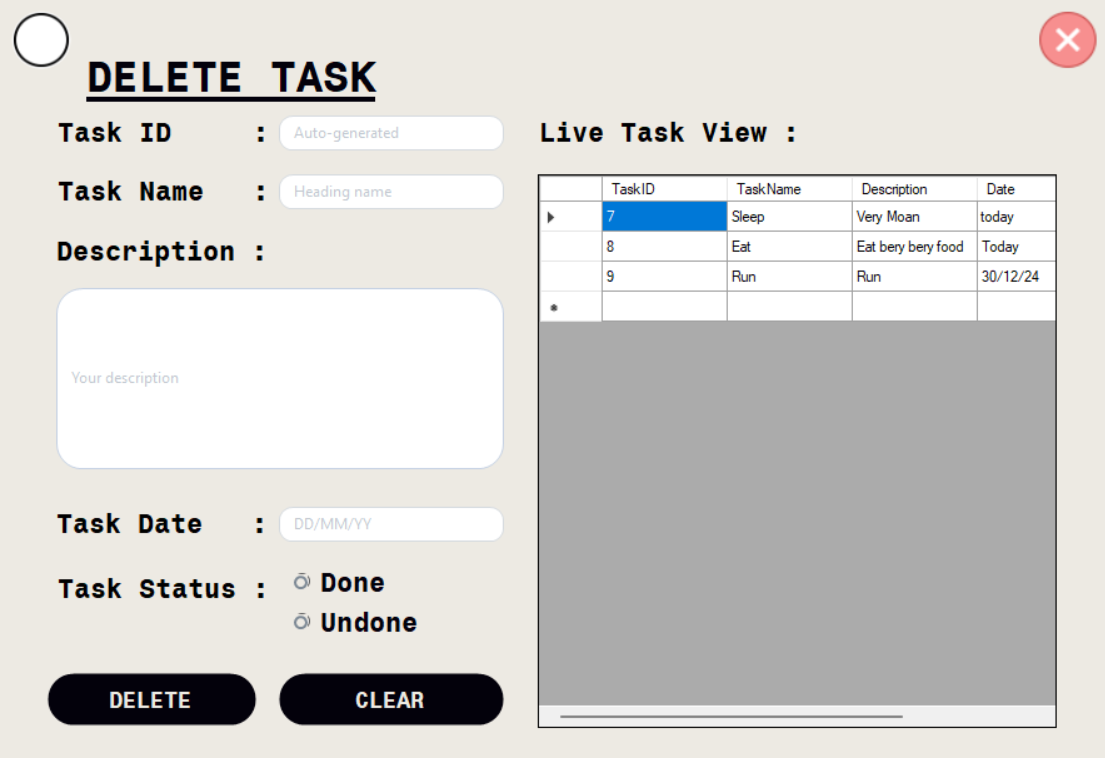 DELETE TASK
Task ID : Auto-generated
Task Name : Heading name
Description :
Your description
Task Date : DD/MM/YY
Task Status : Done
Undone
DELETE CLEAR
Live Task View :
TaskID TaskName Description Date
7 Sleep Very Moan today
8 Eat Eat bery bery food Today
9 Run Run 30/12/24